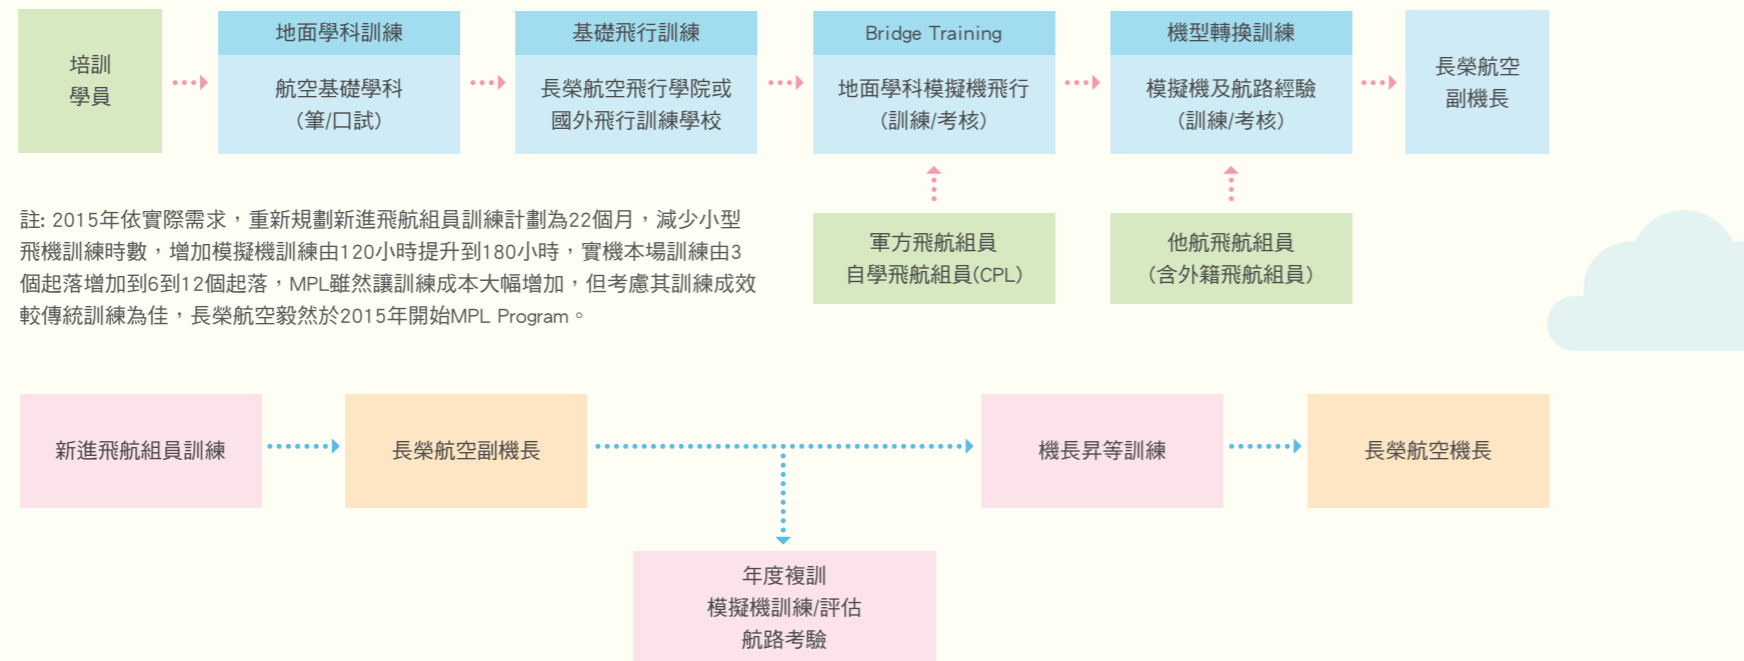 培訓
學員
地面學科訓練
航空基礎學科
(筆/口試)
基礎飛行訓練
長榮航空飛行學院或
國外飛行訓練學校
Bridge Training
地面學科模擬機飛行
(訓練/考核)
機型轉換訓練
模擬機及航路經驗
(訓練/考核)
長榮航空
副機長
軍方飛航組員
自學飛航組員(CPL)
他航飛航組員
(含外籍飛航組員)
註: 2015年依實際需求，重新規劃新進飛航組員訓練計劃為22個月，減少小型
飛機訓練時數，增加模擬機訓練由120小時提升到180小時，實機本場訓練由3
個起落增加到6到12個起落，MPL雖然讓訓練成本大幅增加，但考慮其訓練成效
較傳統訓練為佳，長榮航空毅然於2015年開始MPL Program。
新進飛航組員訓練
長榮航空副機長
機長昇等訓練
長榮航空機長
年度複訓
模擬機訓練/評估
航路考驗